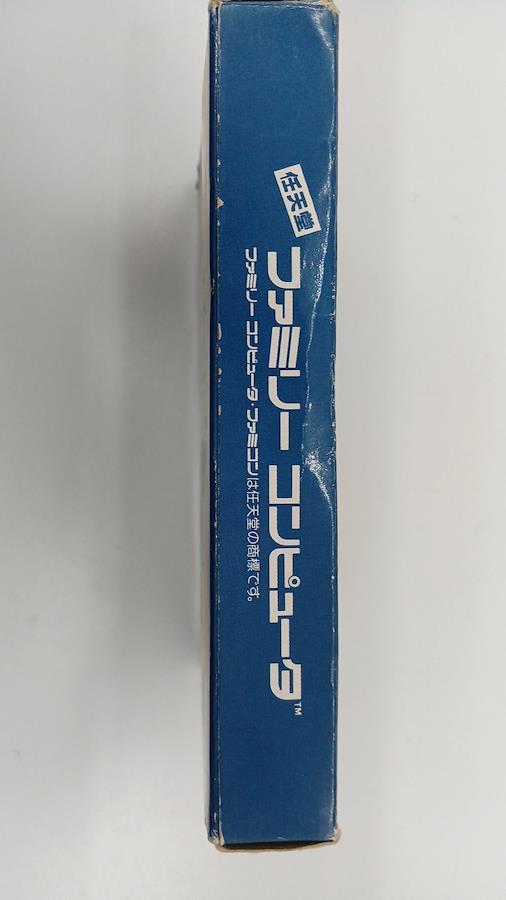 任天堂
ファミリー コンピュータ™
ファミリー コンピュータ・ファミコンは任天堂の商標です。